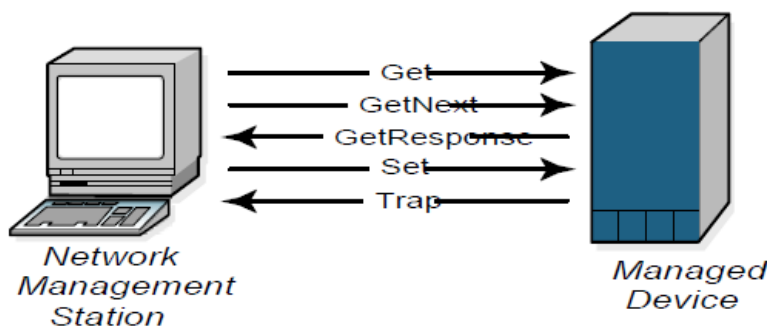 Get
GetNext
GetResponse
Set
Trap
Network
Management
Station
Managed
Device